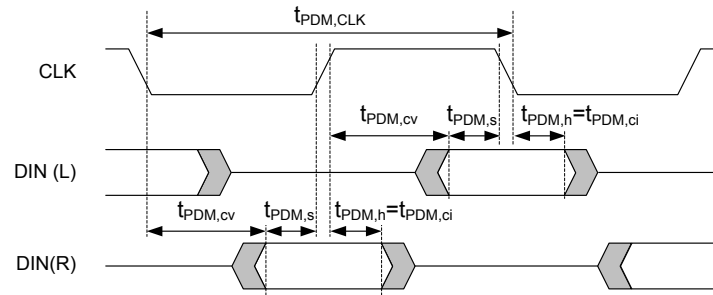 tPDM,CLK
CLK
tPDM,cv tPDM,s tPDM,h=tPDM,ci
DIN (L)
tPDM,cv tPDM,s tPDM,h=tPDM,ci
DIN(R)